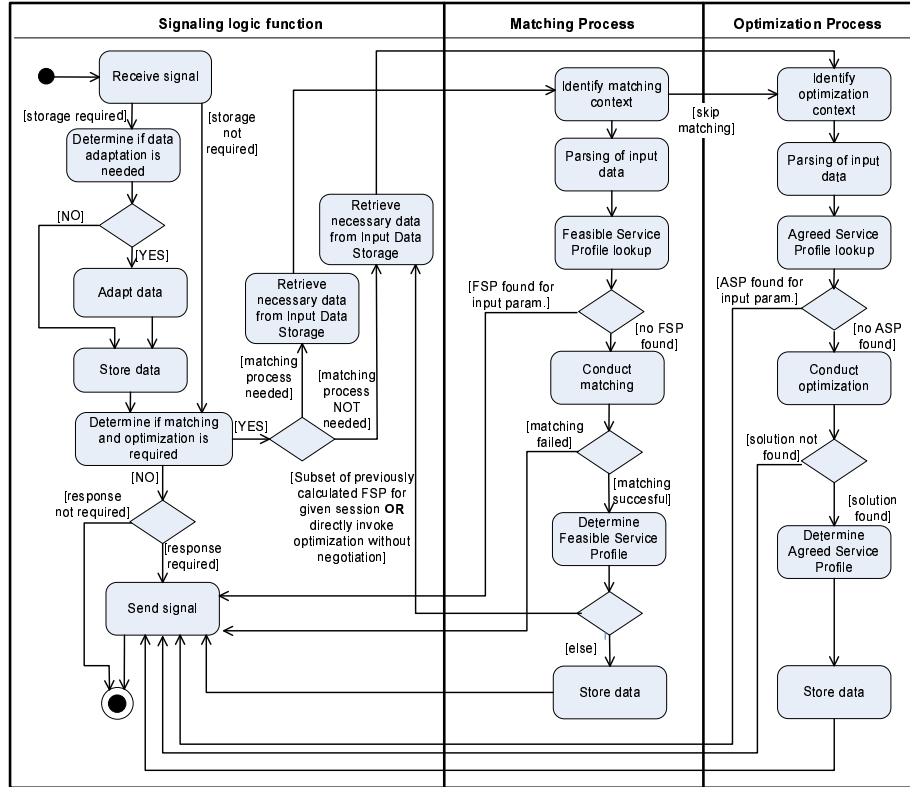 Signaling logic function
Matching Process
Optimization Process
Receive signal
[storage required]
[storage
not
required]
Determine if data
adaptation is
needed
[NO]
[YES]
Adapt data
Store data
Determine if matching
and optimization is
required
[YES]
[NO]
[response
not required]
[response
required]
Send signal
Retrieve
necessary data
from Input Data
Storage
[matching
process needed]
Retrieve
necessary data
from Input Data
Storage
[matching
process
NOT
needed]
[Subset of previously
calculated FSP for
given session OR
directly invoke
optimization without
negotiation]
Identify matching
context
[skip
matching]
Parsing of input
data
Feasible Service
Profile lookup
[FSP found for
input param.]
[no FSP
found]
Conduct
matching
[matching
failed]
[matching
succesful]
Determine
Feasible Service
Profile
[else]
Store data
Identify
optimization
context
Parsing of input
data
Agreed Service
Profile lookup
[ASP found for
input param.]
[no ASP
found]
Conduct
optimization
[solution not
found]
[solution
found]
Determine
Agreed Service
Profile
Store data